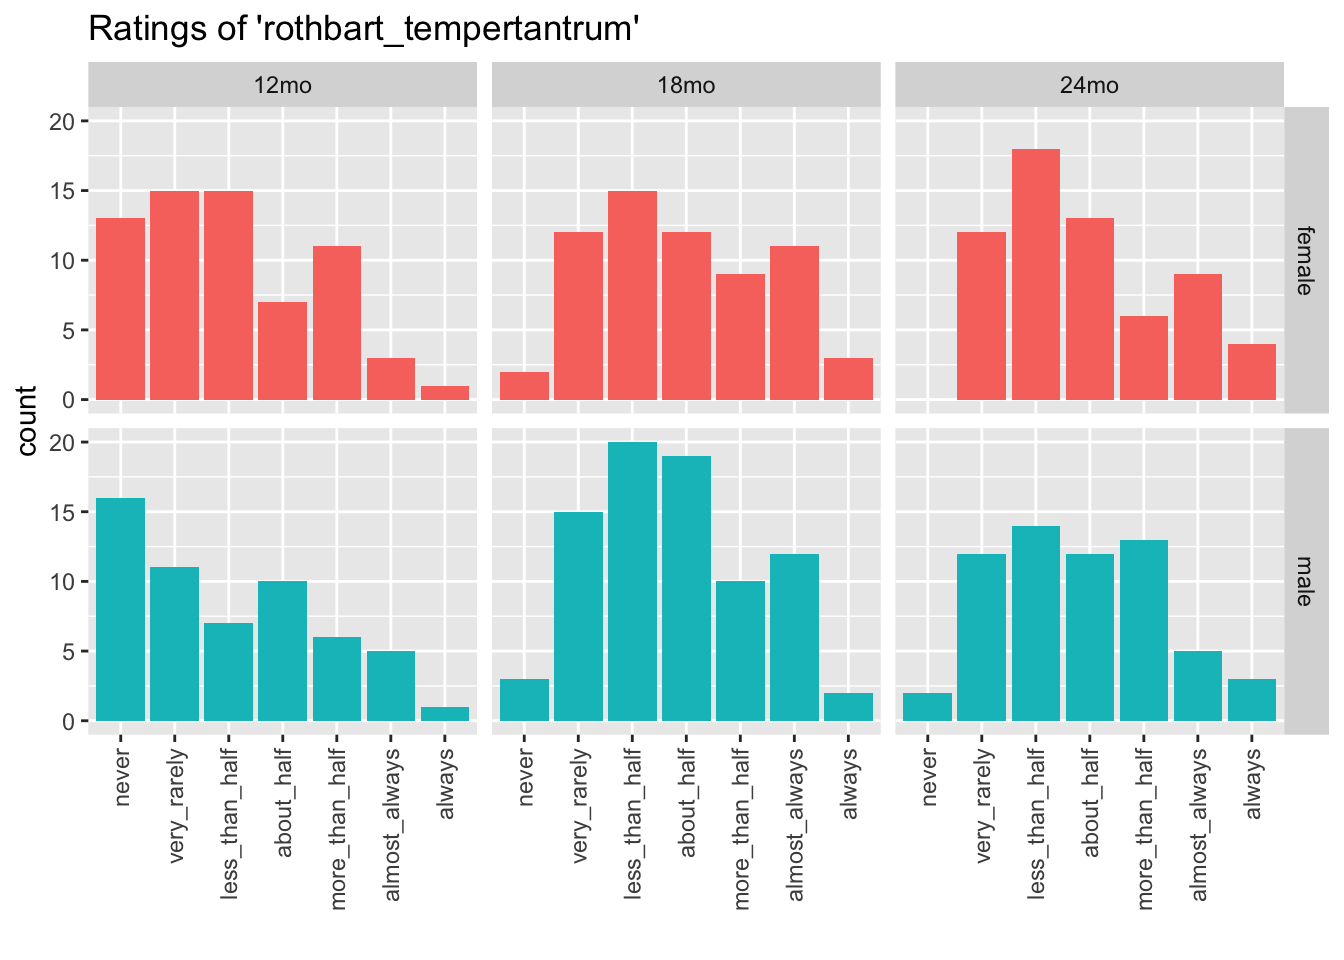 Ratings of 'rothbart_tempertantrum'
12mo 18mo 24mo
20
15
10
5
0
female
count
20
15
10
5
0
male
never very_rarely less_than_half about_half more_than_half almost_always always
never very_rarely less_than_half about_half more_than_half almost_always always
never very_rarely less_than_half about_half more_than_half almost_always always